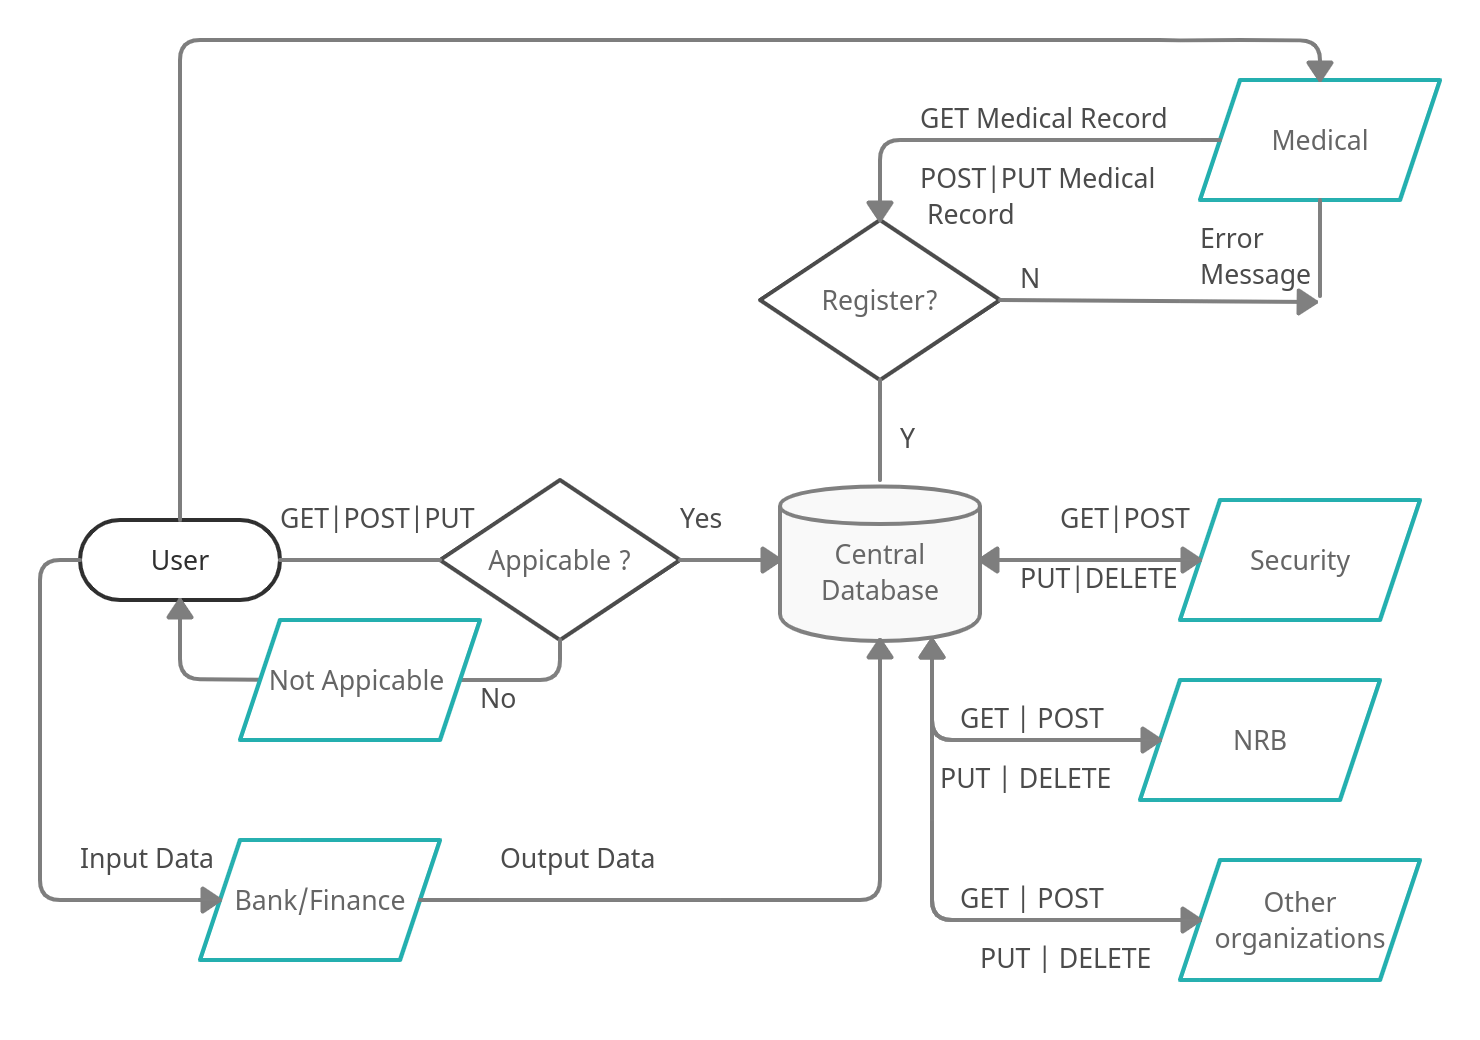 GET Medical Record
Medical
POST|PUT Medical
Record
Error
Message
N
Register?
Y
GET|POST|PUT
Yes
GET|POST
User
Appicable ?
Central
Database
Security
PUT|DELETE
Not Appicable
No
GET | POST
NRB
PUT | DELETE
Input Data
Output Data
Bank/Finance
GET | POST
Other
organizations
PUT | DELETE